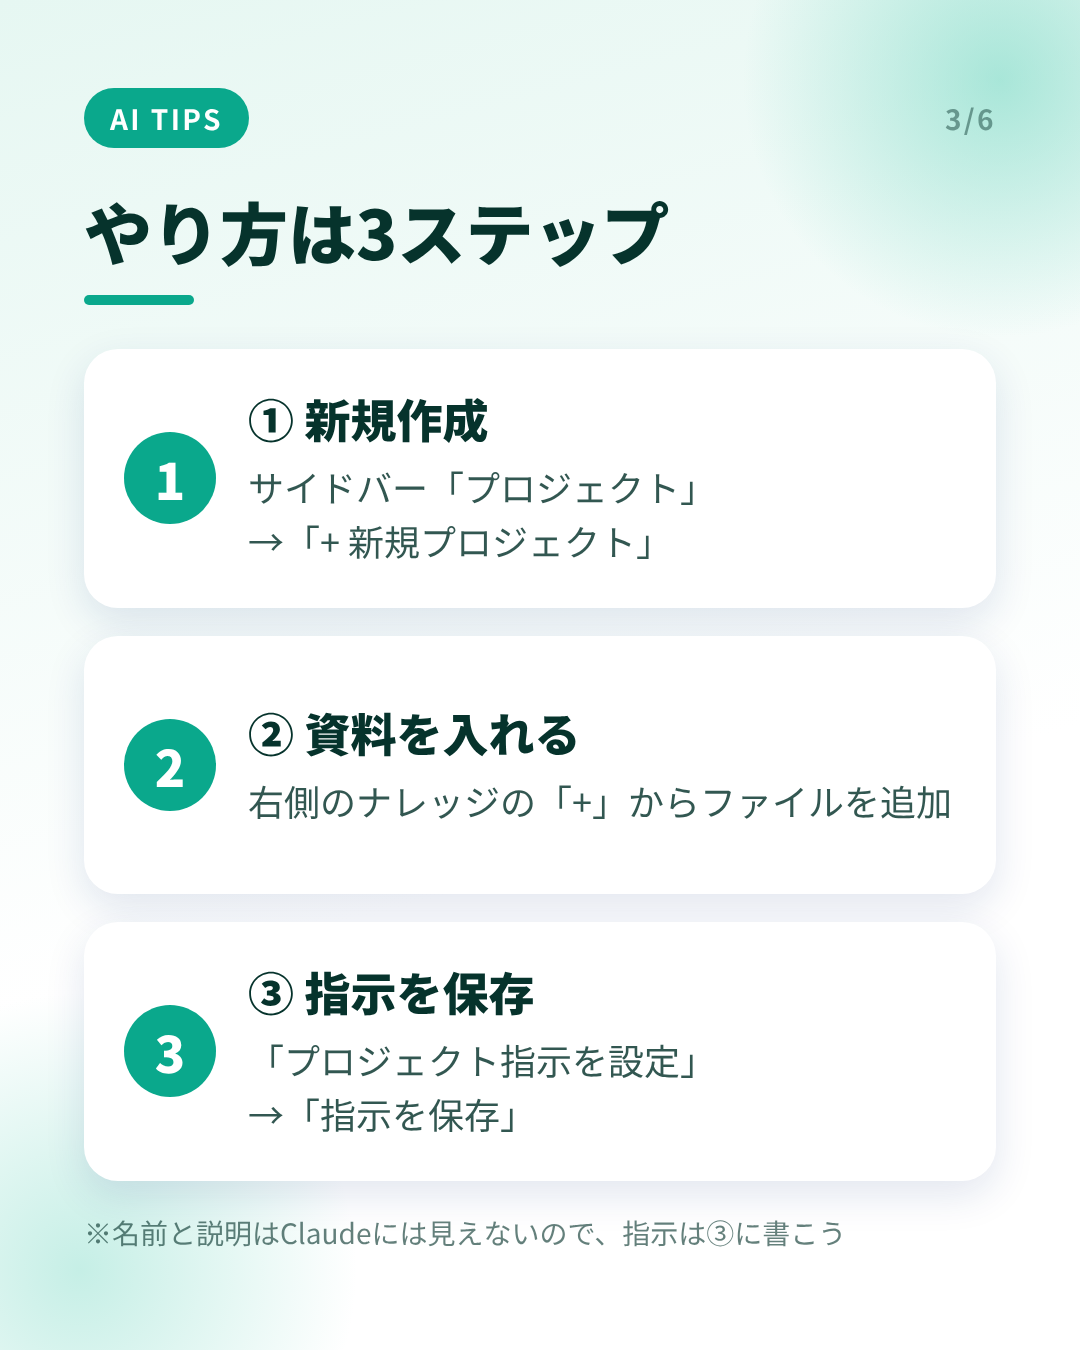 AI TIPS
3/6
やり方は3ステップ
1
① 新規作成
サイドバー「プロジェクト」
→「+ 新規プロジェクト」
2
② 資料を入れる
右側のナレッジの「+」からファイルを追加
3
③ 指示を保存
「プロジェクト指示を設定」
→「指示を保存」
※名前と説明はClaudeには見えないので、指示は③に書こう